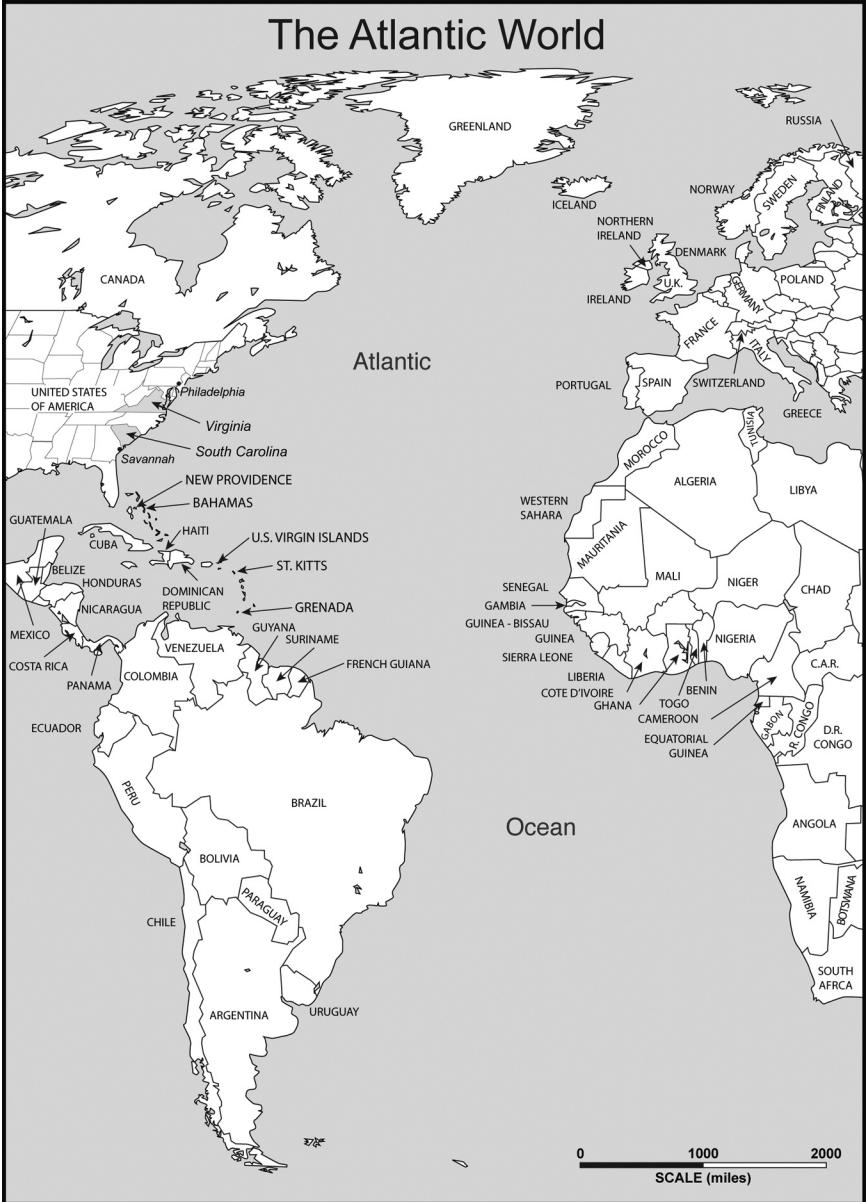 The Atlantic World
GREENLAND
RUSSIA
ICELAND
NORWAY
SWEDEN
FINLAND
NORTHERN
IRELAND
DENMARK
CANADA
U.K.
IRELAND
GERMANY
POLAND
FRANCE
Atlantic
ITALY
UNITED STATES
OF AMERICA
Philadelphia
PORTUGAL
SPAIN
SWITZERLAND
GREECE
Virginia
South Carolina
Savannah
MOROCCO
TUNISIA
ALGERIA
LIBYA
NEW PROVIDENCE
BAHAMAS
WESTERN
SAHARA
GUATEMALA
HAITI
CUBA
U.S. VIRGIN ISLANDS
MAURITANIA
BELIZE
ST. KITTS
MALI
NIGER
CHAD
HONDURAS
DOMINICAN
REPUBLIC
NICARAGUA
GRENADA
SENEGAL
GAMBIA
GUINEA - BISSAU
GUINEA
SIERRA LEONE
NIGERIA
MEXICO
COSTA RICA
PANAMA
VENEZUELA
GUYANA
SURINAME
FRENCH GUIANA
COLOMBIA
C.A.R.
LIBERIA
COTE D'IVOIRE
GHANA
BENIN
TOGO
CAMEROON
ECUADOR
EQUATORIAL
GUINEA
GABON
R. CONGO
D.R.
CONGO
PERU
BRAZIL
Ocean
ANGOLA
BOLIVIA
PARAGUAY
NAMIBIA
BOTSWANA
CHILE
SOUTH
AFRCA
ARGENTINA
URUGUAY
0 1000 2000
SCALE (miles)